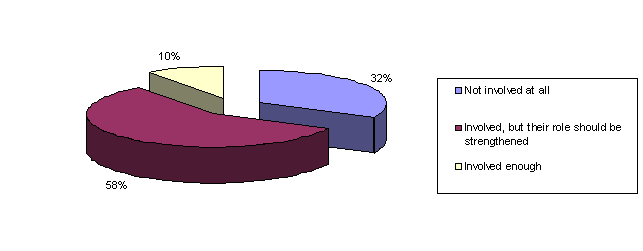 10%
32%
58%
Not involved at all
Involved, but their role should be
strengthened
Involved enough